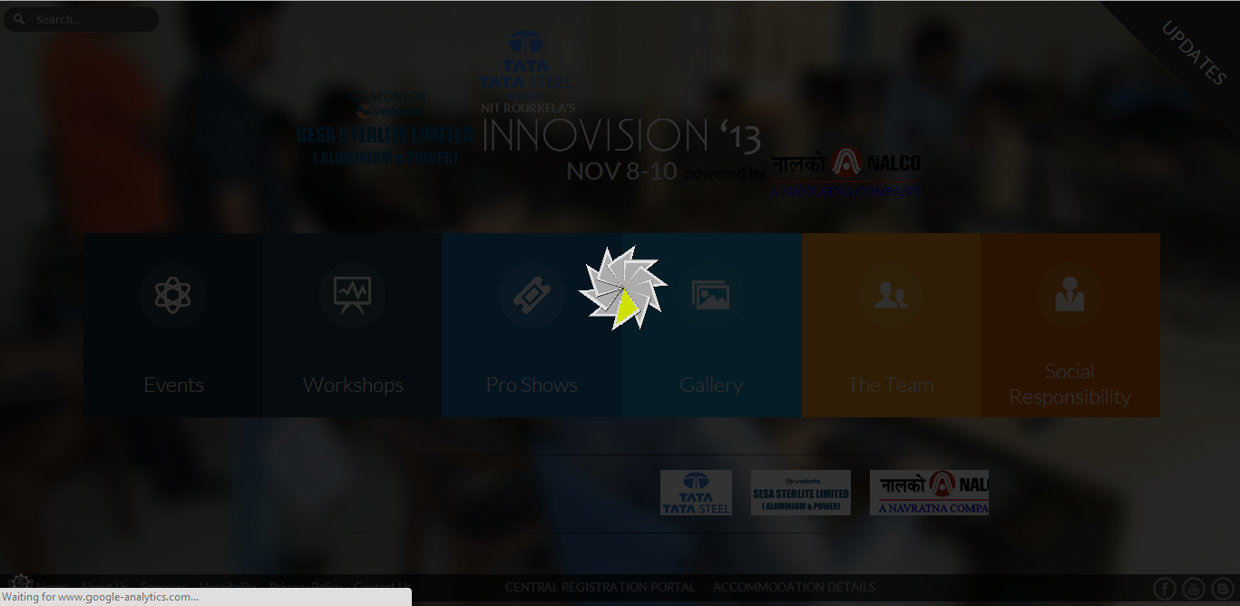 Search...
UPDATES
TATA
TATA STEEL
SPONSOR
vedanta
SESA STERLITE LIMITED
| ALUMINIUM & POWER|
NIT ROURKELA'S
INNOVISION ‘13
NOV 8-10 powered by
नालको NALCO
A NAVRATNA COMPANY
Events
Workshops
Pro Shows
Gallery
The Team
Social
Responsibility
TATA
TATA STEEL
vedanta
SESA STERLITE LIMITED
| ALUMINIUM & POWER|
नालको NAL
A NAVRATNA COMPA
Home About Us Sponsors Hospitality Privacy Policy Contact Us
CENTRAL REGISTRATION PORTAL · ACCOMMODATION DETAILS
Waiting for www.google-analytics.com...